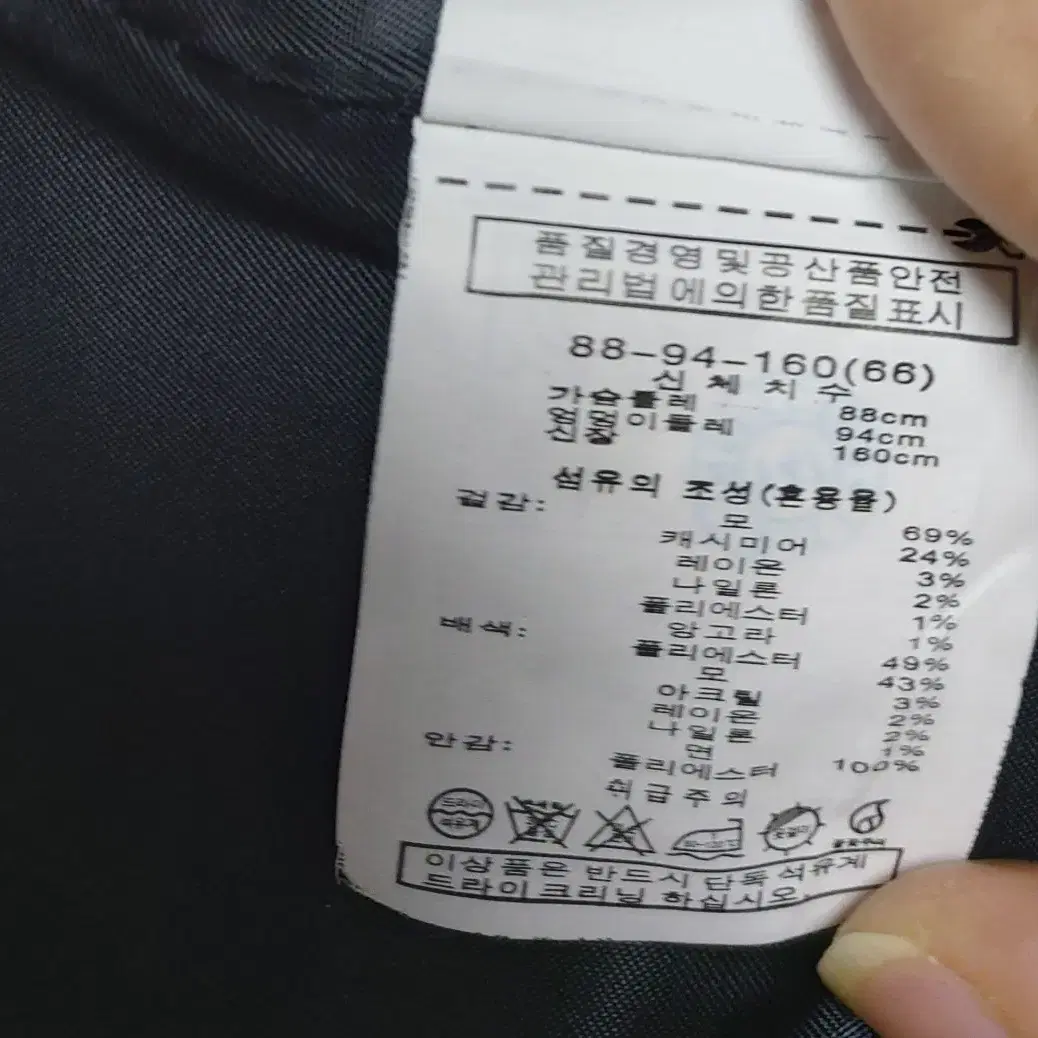 품질경영및공산품안전
관리법에의한품질표시
88-94-160(66)
신 체 치 수
가슴둘레 88cm
엉덩이둘레 94cm
신장 160cm
섬유의 조성(혼용율)
겉감:
모 69%
캐시미어 24%
레이온 3%
나일론 2%
폴리에스터 1%
앙고라 1%
배색:
폴리에스터 49%
모 43%
아크릴 3%
레이온 2%
나일론 2%
면 1%
안감:
폴리에스터 100%
취급주의
드라이
석유계
이상품은 반드시 단독 석유계
드라이크리닝 하십시오.